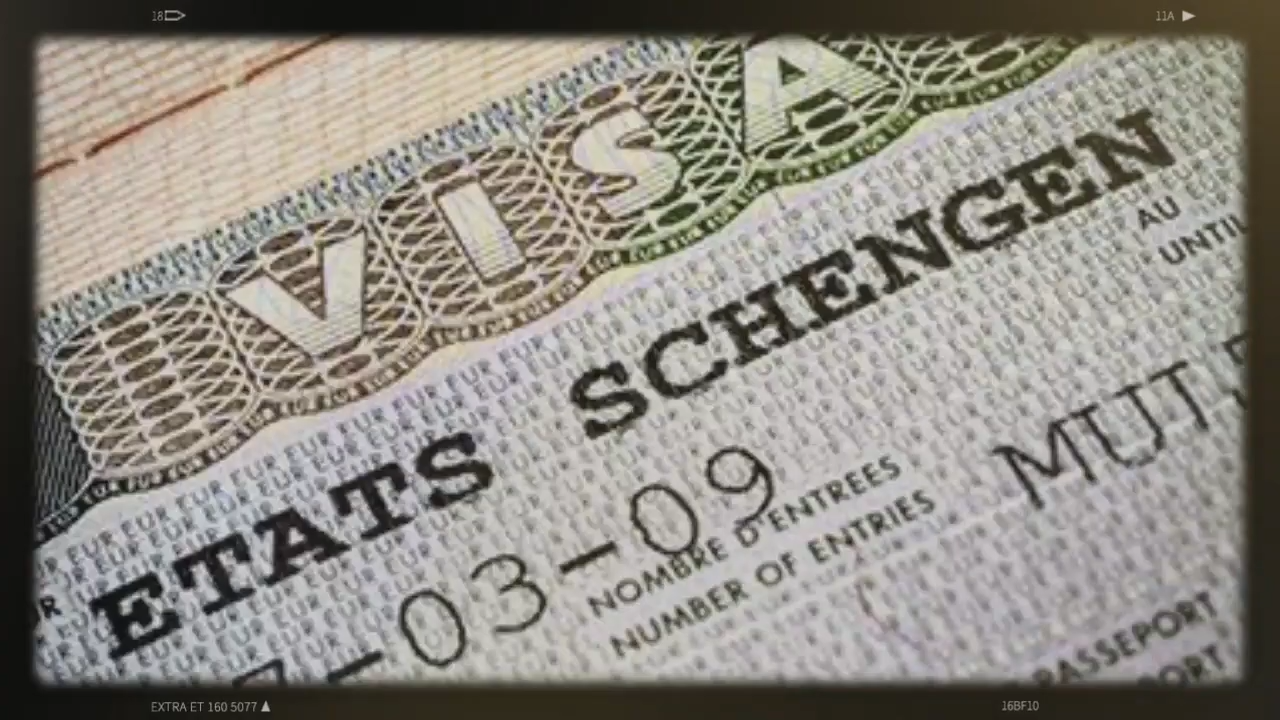 18
11A
VISA
ETATS SCHENGEN
AU
UNTIL
-03-09
NOMBRE D'ENTREES
NUMBER OF ENTRIES
MUT
PASSEPORT
EXTRA ET 160 5077
16BF10